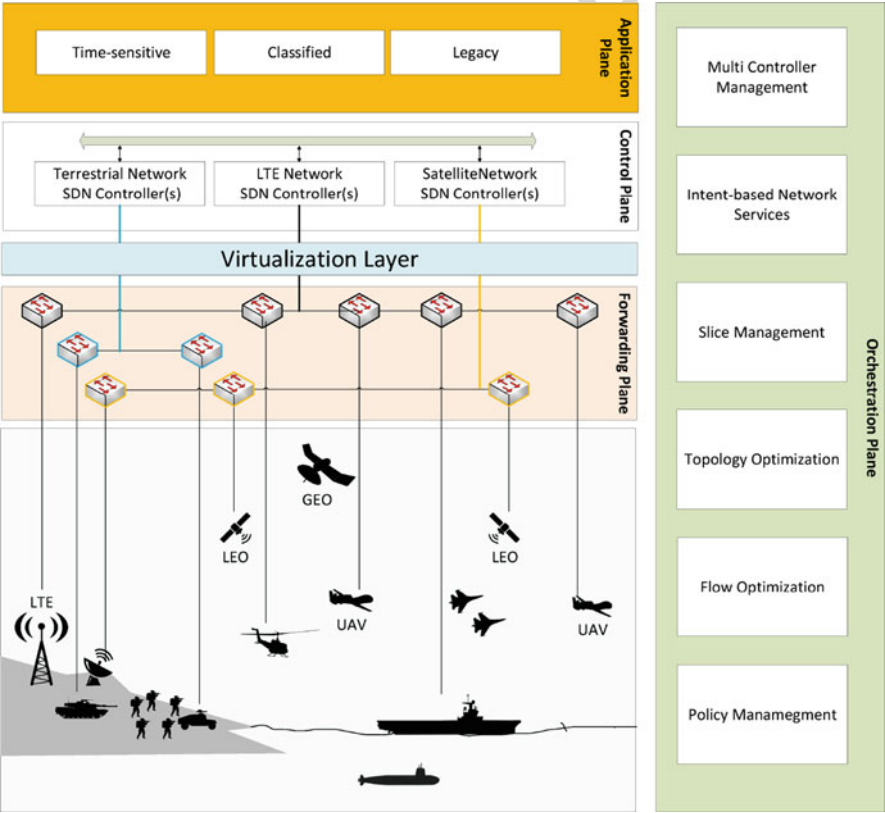 Time-sensitive
Classified
Legacy
Application
Plane
Terrestrial Network
SDN Controller(s)
LTE Network
SDN Controller(s)
SatelliteNetwork
SDN Controller(s)
Control Plane
Virtualization Layer
Forwarding Plane
GEO
LEO
LEO
LTE
UAV
UAV
Multi Controller
Management
Intent-based Network
Services
Slice Management
Topology Optimization
Flow Optimization
Policy Manamegment
Orchestration Plane